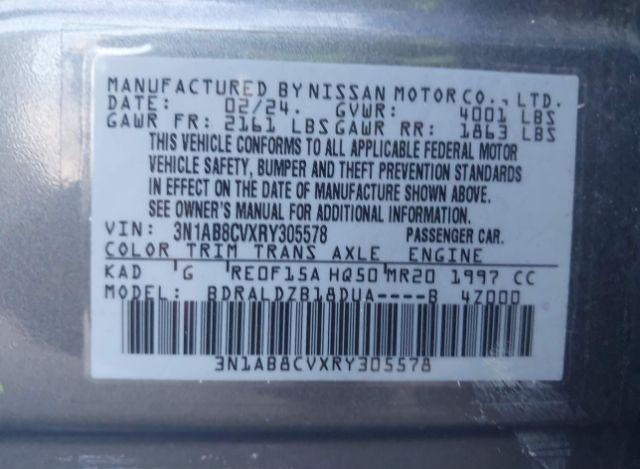 MANUFACTURED BY NISSAN MOTOR CO., LTD.
DATE: 02/24. GVWR: 4001 LBS
GAWR FR: 2161 LBS GAWR RR: 1863 LBS
THIS VEHICLE CONFORMS TO ALL APPLICABLE FEDERAL MOTOR
VEHICLE SAFETY, BUMPER AND THEFT PREVENTION STANDARDS
IN EFFECT ON THE DATE OF MANUFACTURE SHOWN ABOVE.
SEE OWNER'S MANUAL FOR ADDITIONAL INFORMATION.
VIN: 3N1AB8CVXRY305578 PASSENGER CAR.
COLOR TRIM TRANS AXLE ENGINE
KAD G RE0F15A HQ50 MR20 1997 CC
MODEL: BDRALDZB18DUA----B 4Z000
3N1AB8CVXRY305578